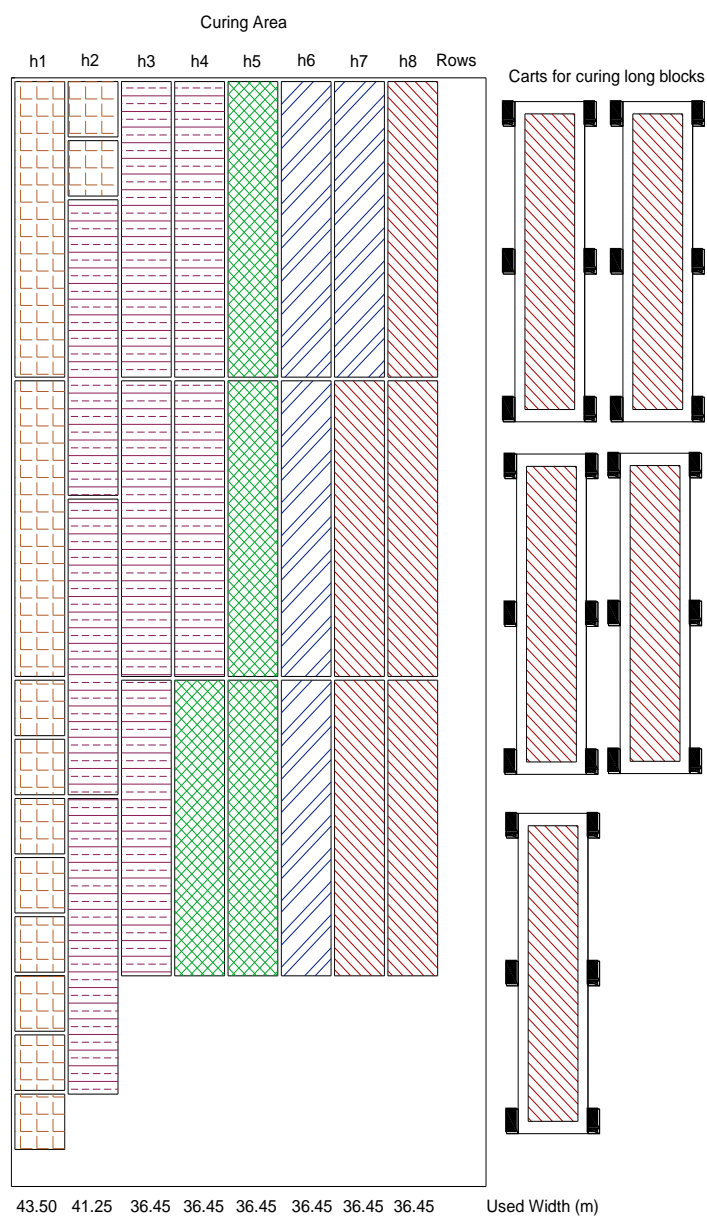 Curing Area
h1 h2 h3 h4 h5 h6 h7 h8 Rows
Carts for curing long blocks
43.50 41.25 36.45 36.45 36.45 36.45 36.45 36.45 Used Width (m)